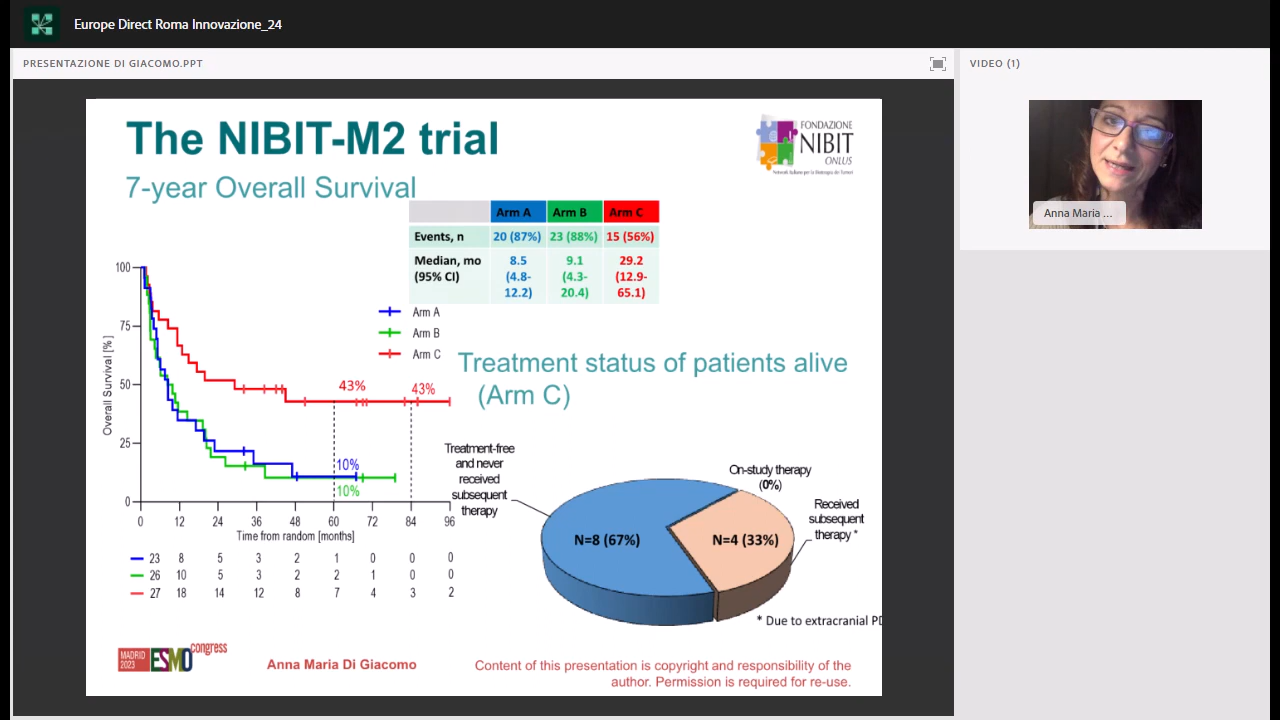 Europe Direct Roma Innovazione_24
PRESENTAZIONE DI GIACOMO.PPT
VIDEO (1)
Anna Maria ...
The NIBIT-M2 trial
7-year Overall Survival
FONDAZIONE
NIBIT
ONLUS
Network Italiano per la Bioterapia dei Tumori
Arm A Arm B Arm C
Events, n 20 (87%) 23 (88%) 15 (56%)
Median, mo 8.5 9.1 29.2
(95% CI) (4.8- (4.3- (12.9-
12.2) 20.4) 65.1)
Arm A
Arm B
Arm C
Overall Survival [%]
100
75
50
25
0
43% 43%
10%
10%
0 12 24 36 48 60 72 84 96
Time from random [months]
23 8 5 3 2 1 0 0 0
26 10 5 3 2 2 1 0 0
27 18 14 12 8 7 4 3 2
Treatment status of patients alive
(Arm C)
Treatment-free
and never
received
subsequent
therapy
On-study therapy
(0%)
Received
subsequent
therapy *
N=8 (67%)
N=4 (33%)
* Due to extracranial PD
MADRID
2023
ESMO congress
Anna Maria Di Giacomo
Content of this presentation is copyright and responsibility of the
author. Permission is required for re-use.